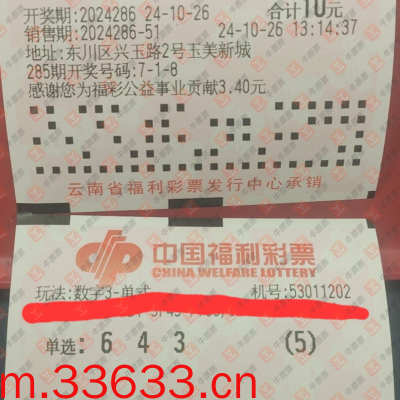 开奖期:2024286 24-10-26 合计10元
销售期:2024286-51 24-10-26 13:14:37
地址:东川区兴玉路2号玉美新城
285期开奖号码:7-1-8
感谢您为福彩公益事业贡献3.40元.
云南省福利彩票发行中心承销
中国福利彩票
CHINA WELFARE LOTTERY
玩法:数字3-单式 机号:53011202
单选: 6 4 3 (5)
m.33633.cn